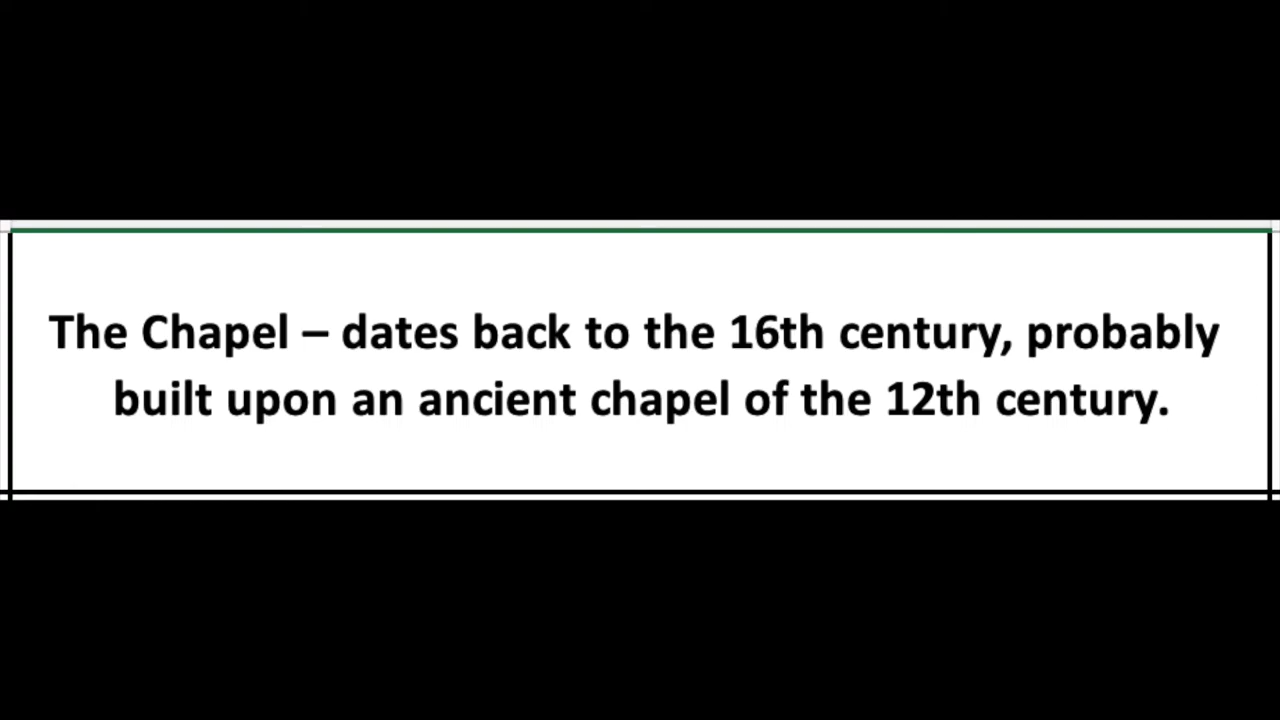 The Chapel – dates back to the 16th century, probably
built upon an ancient chapel of the 12th century.